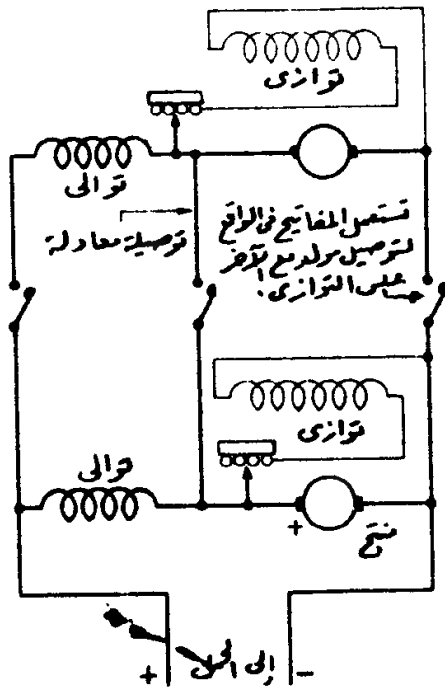 توازى
توالى
توصيلة معادلة
تستعمل المفاتيح فى الواقع
لتوصيل مولد مع الآخر
على التوازى!
توازى
توالى
منتج
+
إلى الحمل
+
−